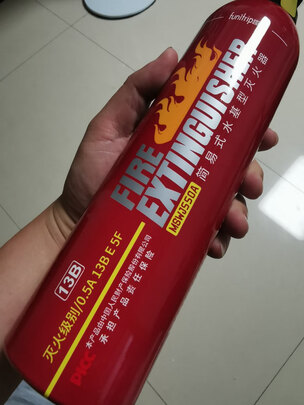 funitrip
FIRE
EXTINGUISHER
简易式水基型灭火器
MSWJ550A
13B
灭火级别/0.5A 13B E 5F
PICC
本产品由中国人民财产保险股份有限公司
承担产品责任保险